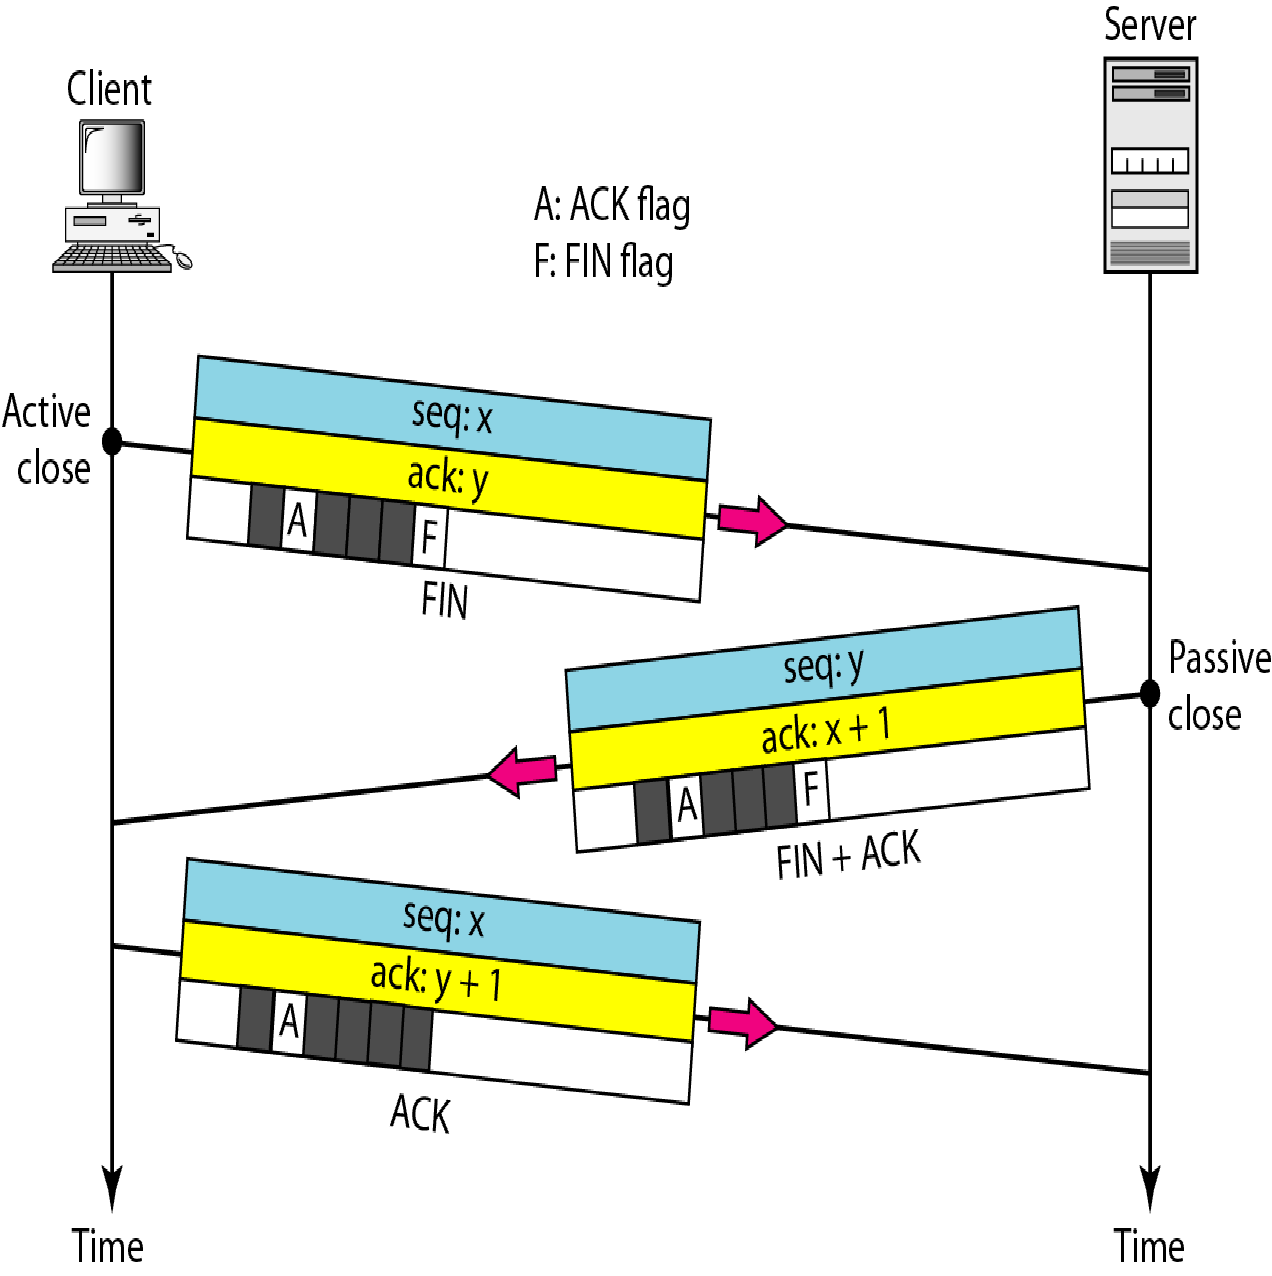 Server
Client
A: ACK flag
F: FIN flag
Active
close
seq: x
ack: y
A
F
FIN
Passive
close
seq: y
ack: x + 1
A
F
FIN + ACK
seq: x
ack: y + 1
A
ACK
Time
Time